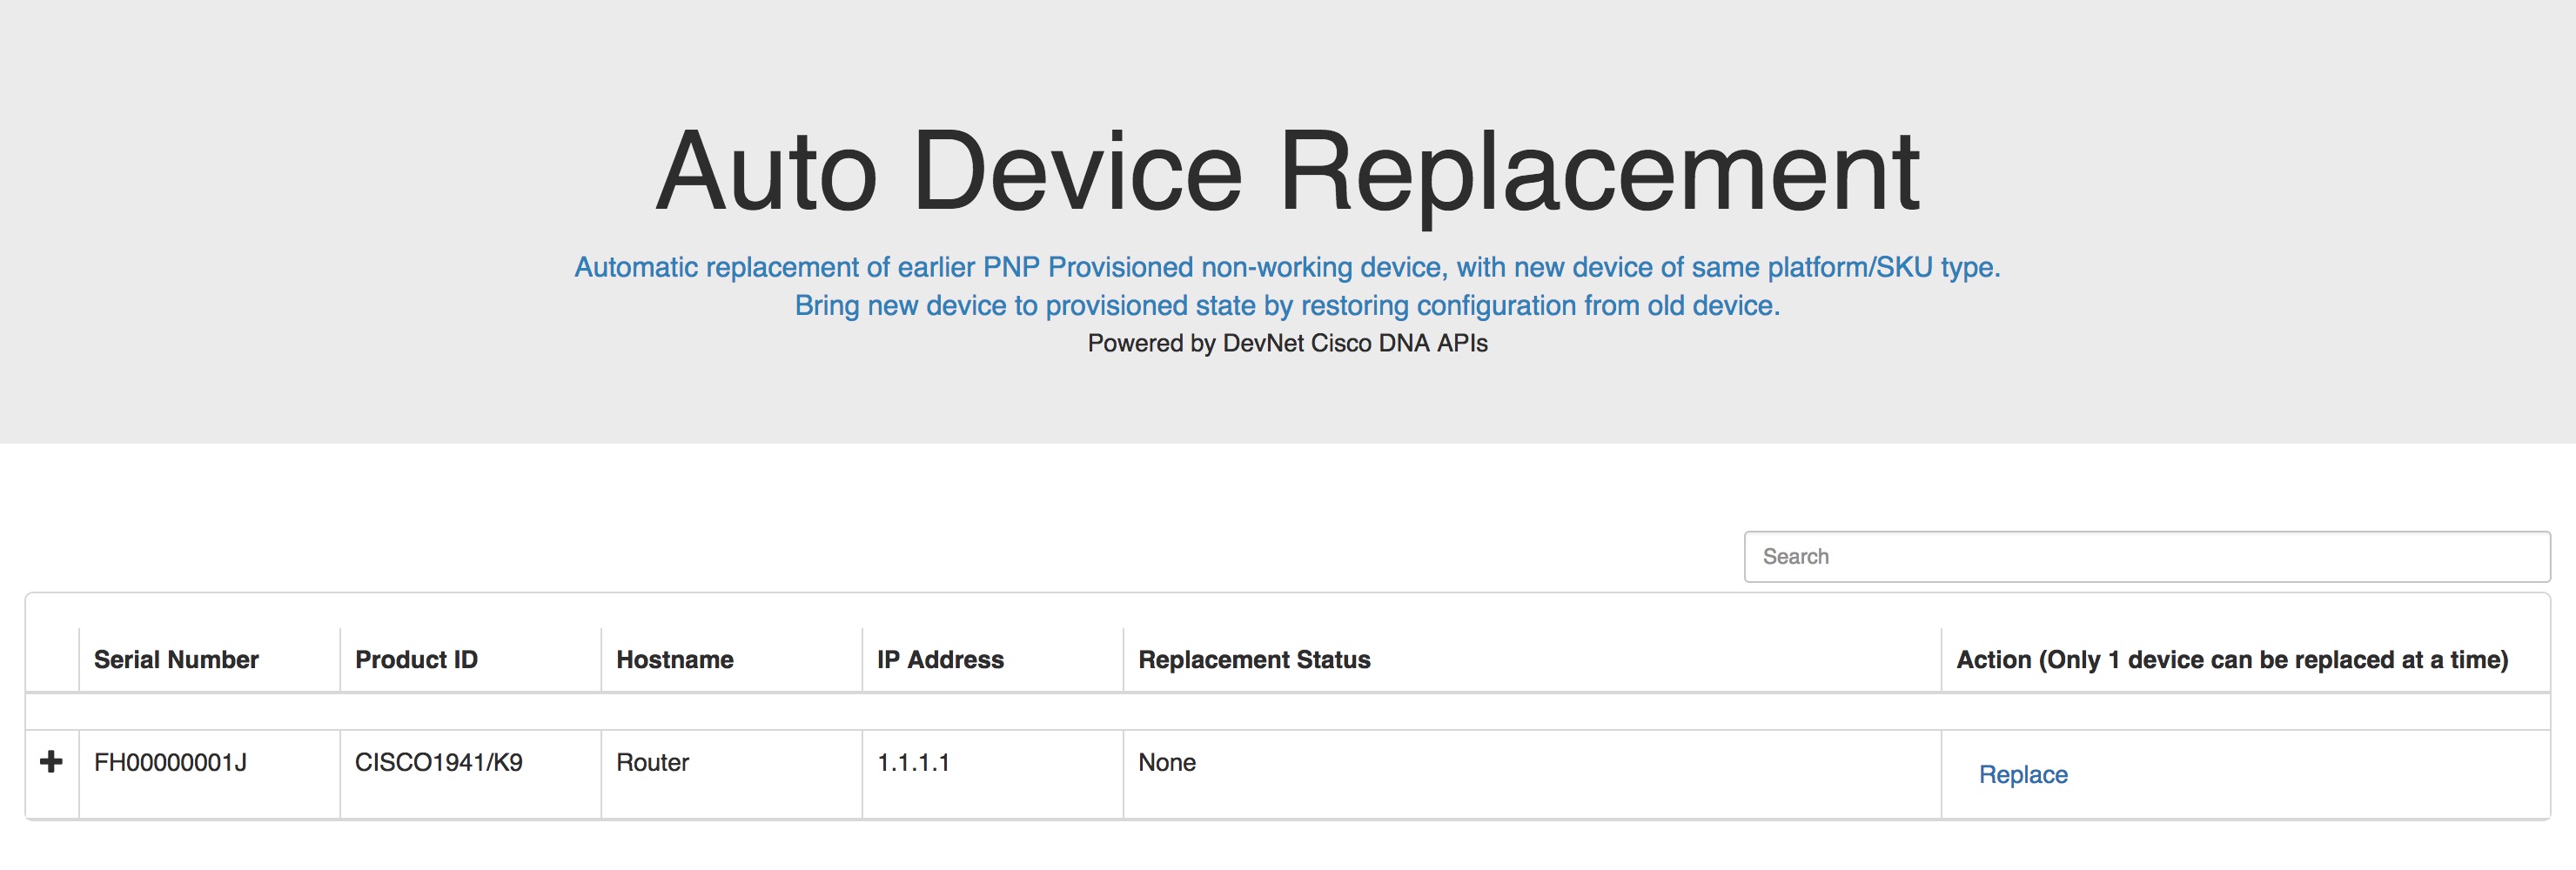 Auto Device Replacement
Automatic replacement of earlier PNP Provisioned non-working device, with new device of same platform/SKU type.
Bring new device to provisioned state by restoring configuration from old device.
Powered by DevNet Cisco DNA APIs
Search
Serial Number Product ID Hostname IP Address Replacement Status Action (Only 1 device can be replaced at a time)
FH00000001J CISCO1941/K9 Router 1.1.1.1 None Replace